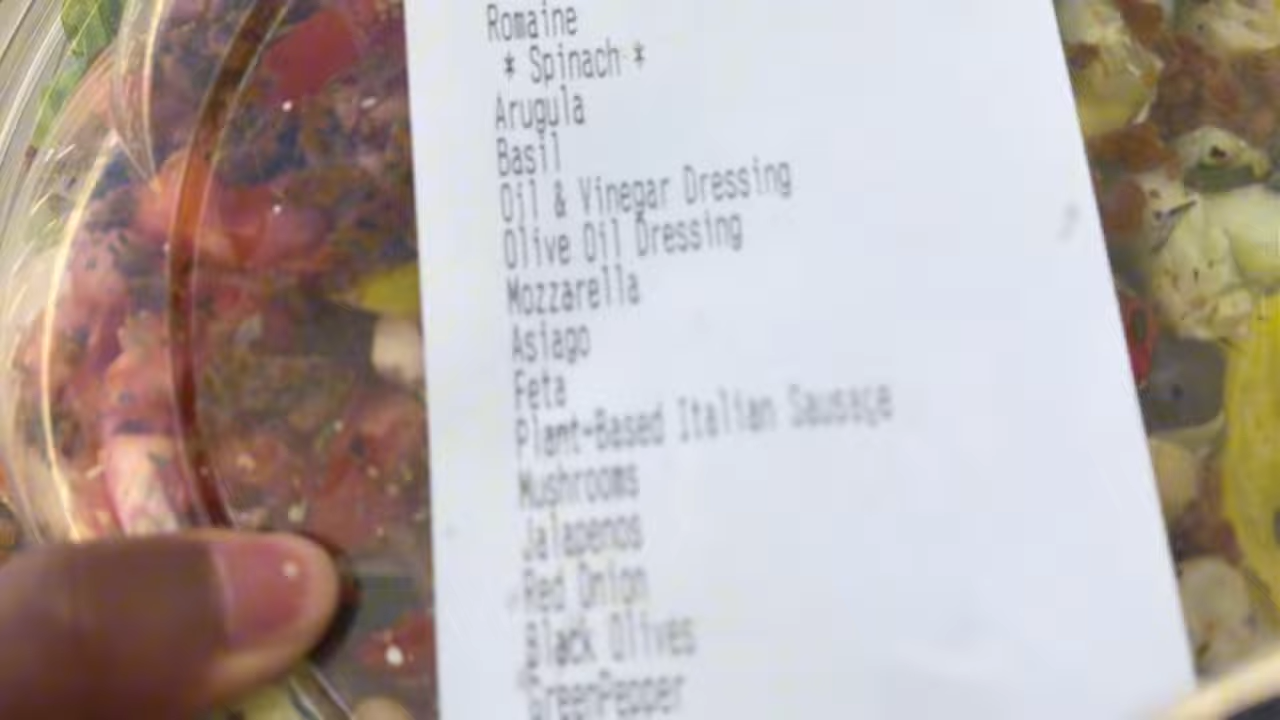 Romaine
* Spinach *
Arugula
Basil
Oil & Vinegar Dressing
Olive Oil Dressing
Mozzarella
Asiago
Feta
Plant-Based Italian Sausage
Mushrooms
Jalapenos
Red Onion
Black Olives
GreenPepper